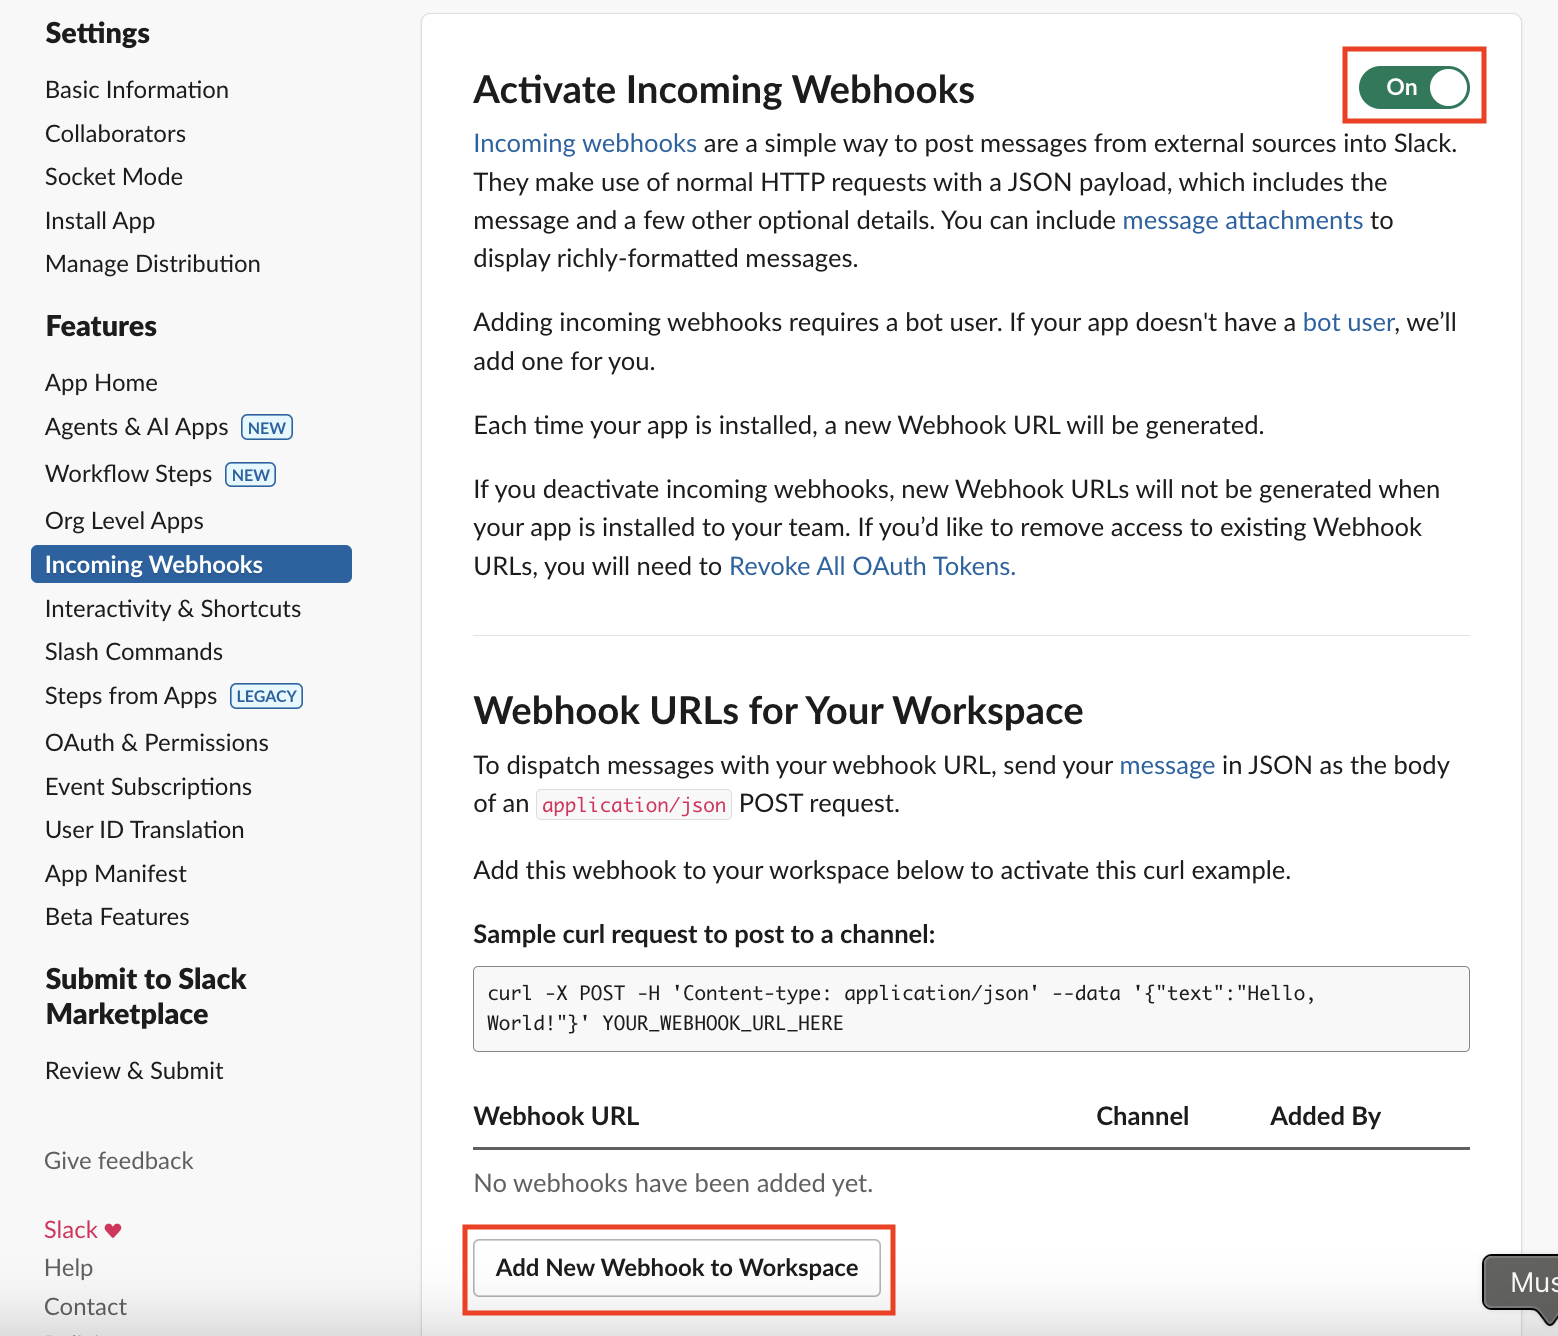 Settings
Basic Information
Collaborators
Socket Mode
Install App
Manage Distribution
Features
App Home
Agents & AI Apps NEW
Workflow Steps NEW
Org Level Apps
Incoming Webhooks
Interactivity & Shortcuts
Slash Commands
Steps from Apps LEGACY
OAuth & Permissions
Event Subscriptions
User ID Translation
App Manifest
Beta Features
Submit to Slack
Marketplace
Review & Submit
Give feedback
Slack ♥
Help
Contact
Activate Incoming Webhooks
On
Incoming webhooks are a simple way to post messages from external sources into Slack.
They make use of normal HTTP requests with a JSON payload, which includes the
message and a few other optional details. You can include message attachments to
display richly-formatted messages.
Adding incoming webhooks requires a bot user. If your app doesn't have a bot user, we’ll
add one for you.
Each time your app is installed, a new Webhook URL will be generated.
If you deactivate incoming webhooks, new Webhook URLs will not be generated when
your app is installed to your team. If you’d like to remove access to existing Webhook
URLs, you will need to Revoke All OAuth Tokens.
Webhook URLs for Your Workspace
To dispatch messages with your webhook URL, send your message in JSON as the body
of an application/json POST request.
Add this webhook to your workspace below to activate this curl example.
Sample curl request to post to a channel:
curl -X POST -H 'Content-type: application/json' --data '{"text":"Hello,
World!"}' YOUR_WEBHOOK_URL_HERE
Webhook URL Channel Added By
No webhooks have been added yet.
Add New Webhook to Workspace
Mus